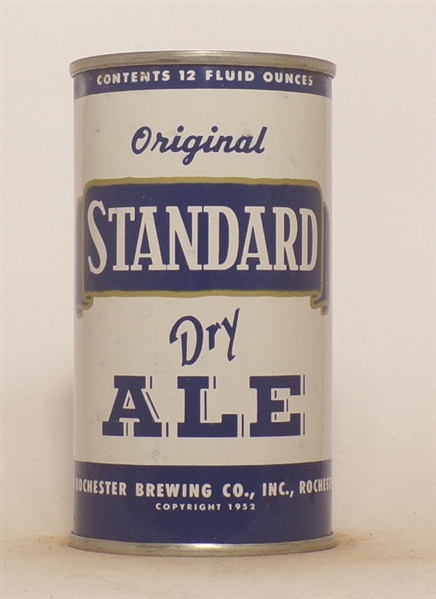 CONTENTS 12 FLUID OUNCES
Original
STANDARD
Dry
ALE
ROCHESTER BREWING CO., INC., ROCHES
COPYRIGHT 1952